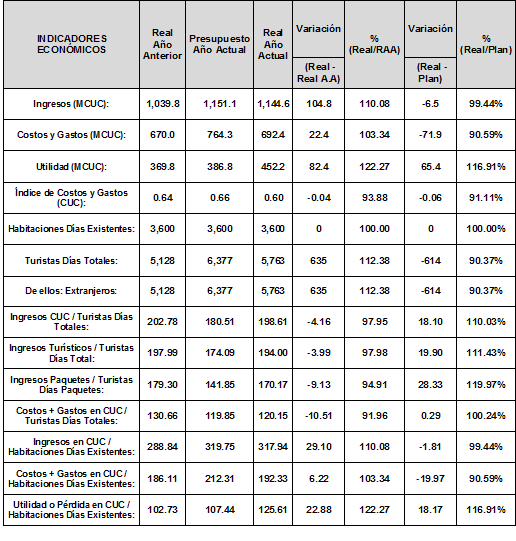 INDICADORES ECONÓMICOS Real Año Anterior Presupuesto Año Actual Real Año Actual Variación (Real - Real A.A) % (Real/RAA) Variación (Real - Plan) % (Real/Plan)
Ingresos (MCUC): 1,039.8 1,151.1 1,144.6 104.8 110.08 -6.5 99.44%
Costos y Gastos (MCUC): 670.0 764.3 692.4 22.4 103.34 -71.9 90.59%
Utilidad (MCUC): 369.8 386.8 452.2 82.4 122.27 65.4 116.91%
Índice de Costos y Gastos (CUC): 0.64 0.66 0.60 -0.04 93.88 -0.06 91.11%
Habitaciones Días Existentes: 3,600 3,600 3,600 0 100.00 0 100.00%
Turistas Días Totales: 5,128 6,377 5,763 635 112.38 -614 90.37%
De ellos: Extranjeros: 5,128 6,377 5,763 635 112.38 -614 90.37%
Ingresos CUC / Turistas Días Totales: 202.78 180.51 198.61 -4.16 97.95 18.10 110.03%
Ingresos Turísticos / Turistas Días Total: 197.99 174.09 194.00 -3.99 97.98 19.90 111.43%
Ingresos Paquetes / Turistas Días Paquetes: 179.30 141.85 170.17 -9.13 94.91 28.33 119.97%
Costos + Gastos en CUC / Turistas Días Totales: 130.66 119.85 120.15 -10.51 91.96 0.29 100.24%
Ingresos en CUC / Habitaciones Días Existentes: 288.84 319.75 317.94 29.10 110.08 -1.81 99.44%
Costos + Gastos en CUC / Habitaciones Días Existentes: 186.11 212.31 192.33 6.22 103.34 -19.97 90.59%
Utilidad o Pérdida en CUC / Habitaciones Días Existentes: 102.73 107.44 125.61 22.88 122.27 18.17 116.91%